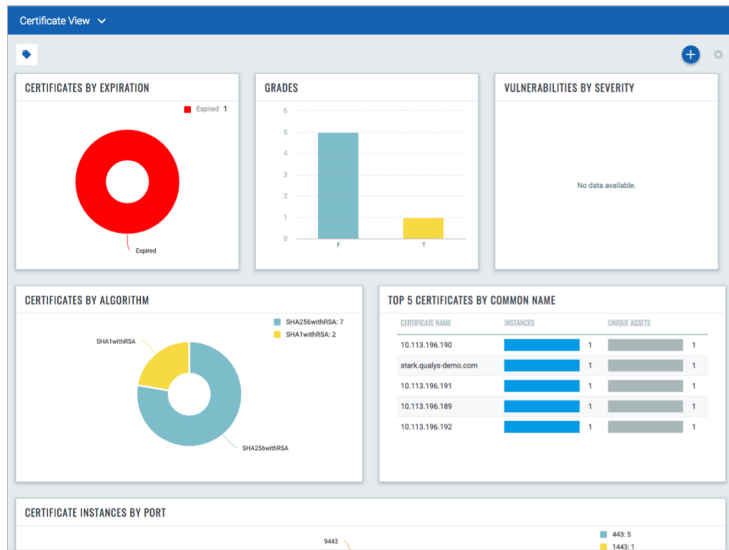 Certificate View
CERTIFICATES BY EXPIRATION
Expired 1
Expired
GRADES
6
5
4
3
2
1
0
F T
VULNERABILITIES BY SEVERITY
No data available.
CERTIFICATES BY ALGORITHM
SHA256withRSA: 7
SHA1withRSA: 2
SHA1withRSA
SHA256withRSA
TOP 5 CERTIFICATES BY COMMON NAME
CERTIFICATE NAME INSTANCES UNIQUE ASSETS
10.113.196.190 1 1
stark.qualys-demo.com 1 1
10.113.196.191 1 1
10.113.196.189 1 1
10.113.196.192 1 1
CERTIFICATE INSTANCES BY PORT
443: 5
9443
1443: 1